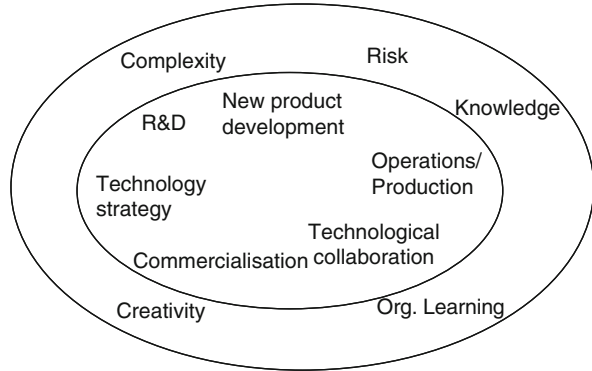 Complexity
Risk
Knowledge
New product
development
R&D
Operations/
Production
Technology
strategy
Technological
collaboration
Commercialisation
Creativity
Org. Learning